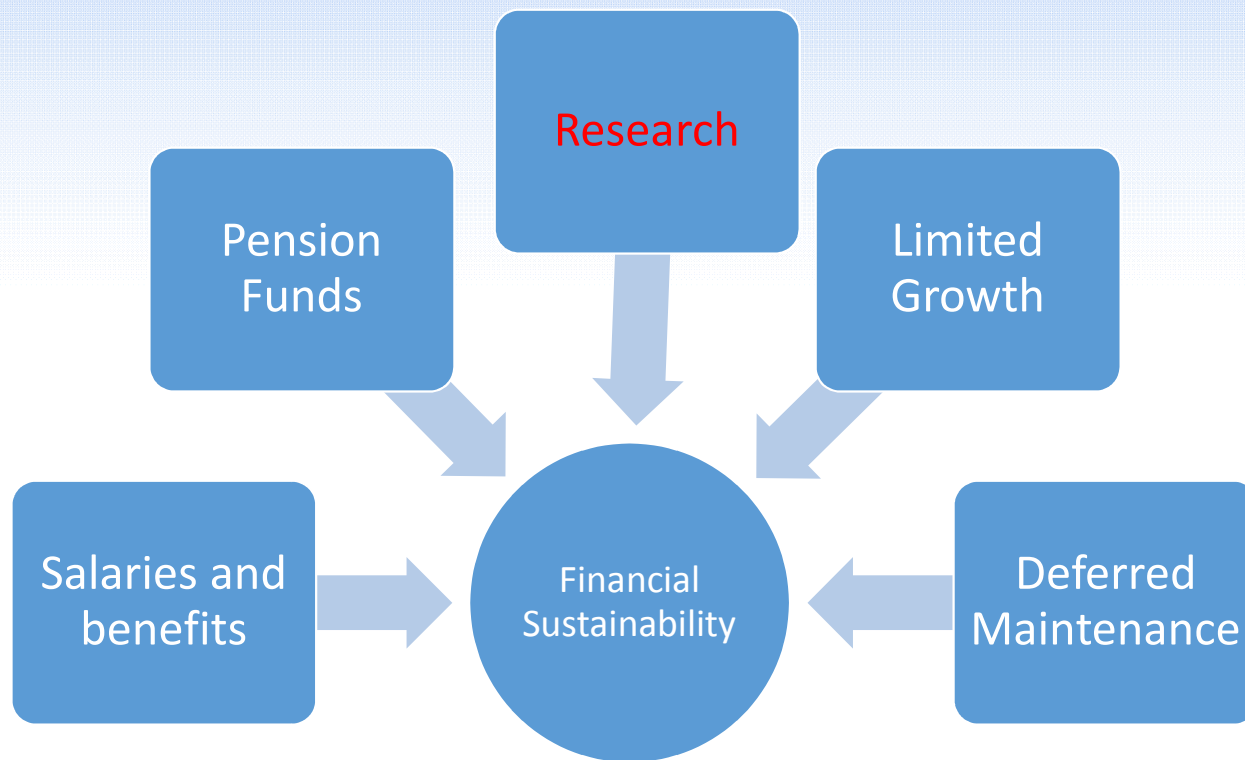 Research
Pension
Funds
Limited
Growth
Salaries and
benefits
Financial
Sustainability
Deferred
Maintenance